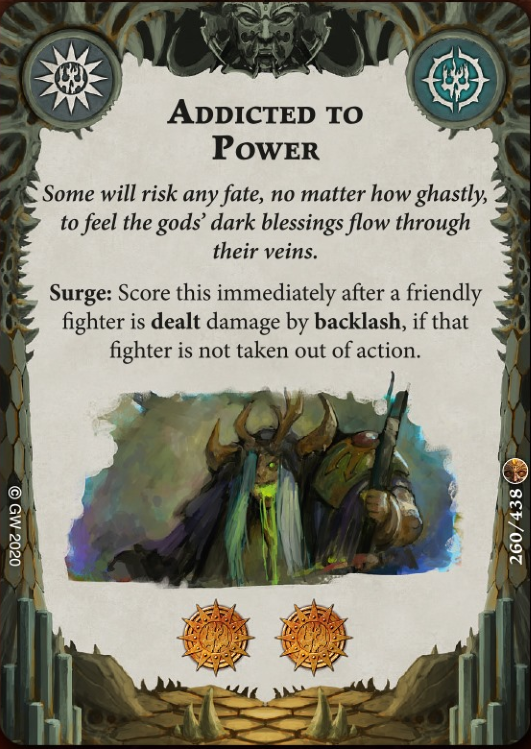 Addicted to
Power
Some will risk any fate, no matter how ghastly,
to feel the gods' dark blessings flow through
their veins.
Surge: Score this immediately after a friendly
fighter is dealt damage by backlash, if that
fighter is not taken out of action.
© GW 2020
260/438